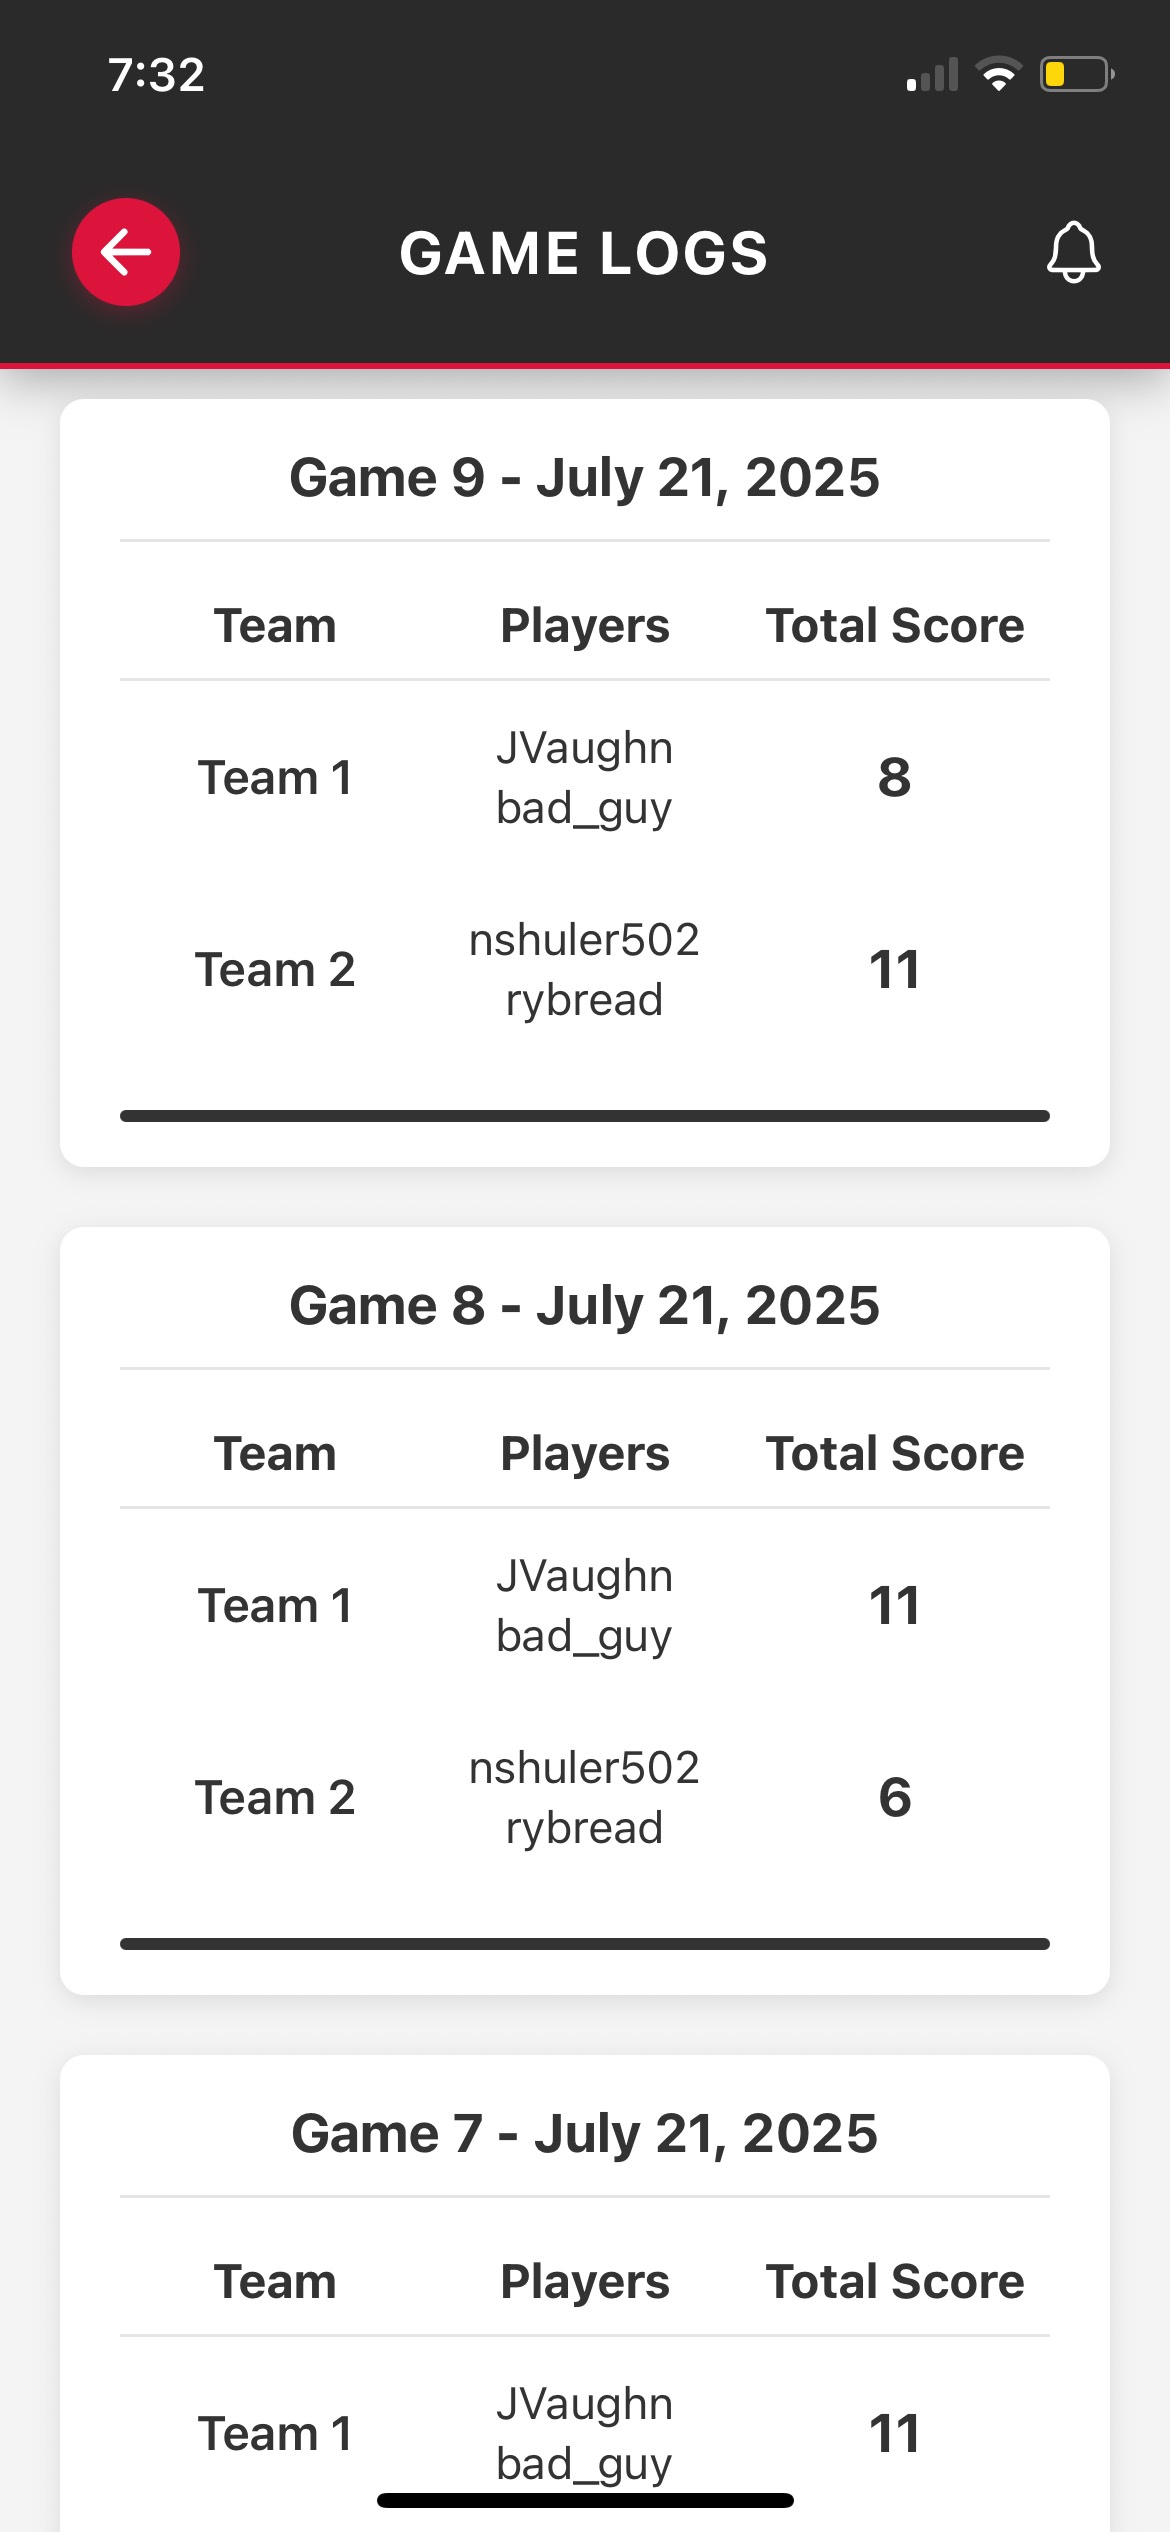 7:32
GAME LOGS
Game 9 - July 21, 2025
Team Players Total Score
JVaughn
Team 1 8
bad_guy
nshuler502
Team 2 11
rybread
Game 8 - July 21, 2025
Team Players Total Score
JVaughn
Team 1 11
bad_guy
nshuler502
Team 2 6
rybread
Game 7 - July 21, 2025
Team Players Total Score
JVaughn
Team 1 11
bad_guy